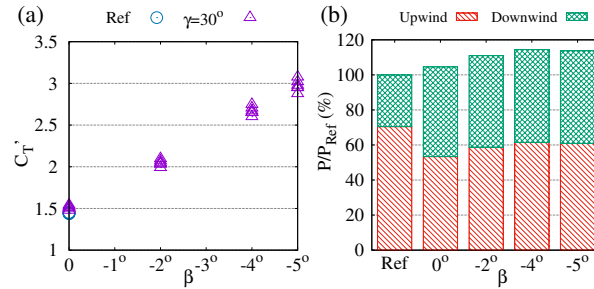 (a)
Ref γ=30°
C_T'
3.5
3
2.5
2
1.5
1
0 -1° -2° -3° -4° -5°
β
(b)
Upwind Downwind
P/P_Ref (%)
120
100
80
60
40
20
0
Ref 0° -2° -4° -5°
β